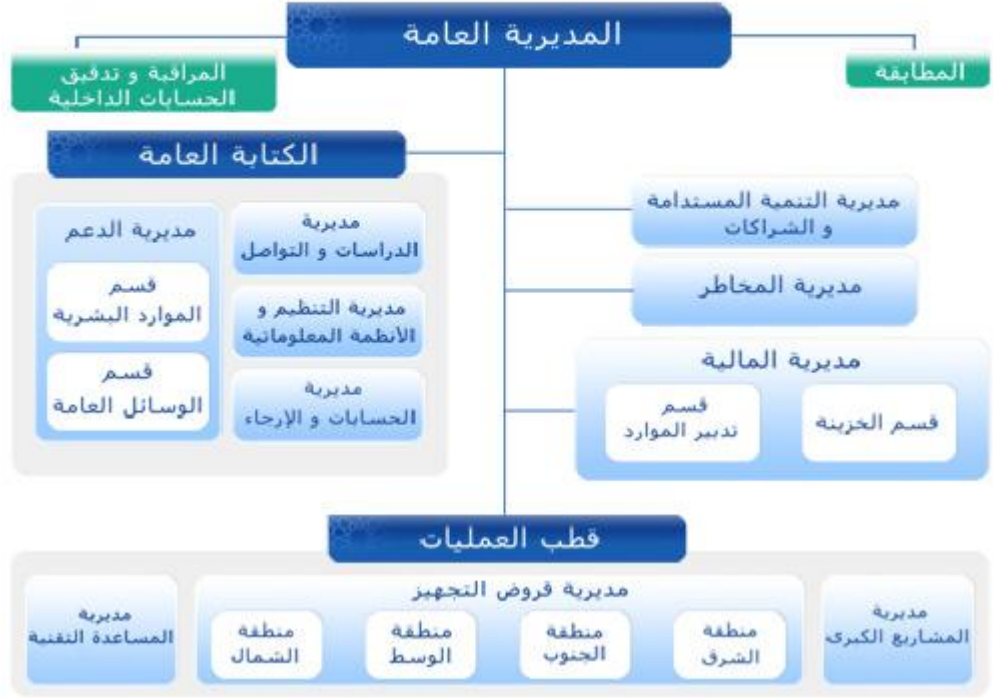 المديرية العامة
المطابقة
المراقبة و تدقيق
الحسابات الداخلية
الكتابة العامة
مديرية
الدراسات و التواصل
مديرية التنظيم و
الأنظمة المعلوماتية
مديرية
الحسابات و الإرجاء
مديرية الدعم
قسم
الموارد البشرية
قسم
الوسائل العامة
مديرية التنمية المستدامة
و الشراكات
مديرية المخاطر
مديرية المالية
قسم الخزينة
قسم
تدبير الموارد
قطب العمليات
مديرية
المشاريع الكبرى
مديرية قروض التجهيز
منطقة
الشرق
منطقة
الجنوب
منطقة
الوسط
منطقة
الشمال
مديرية
المساعدة التقنية